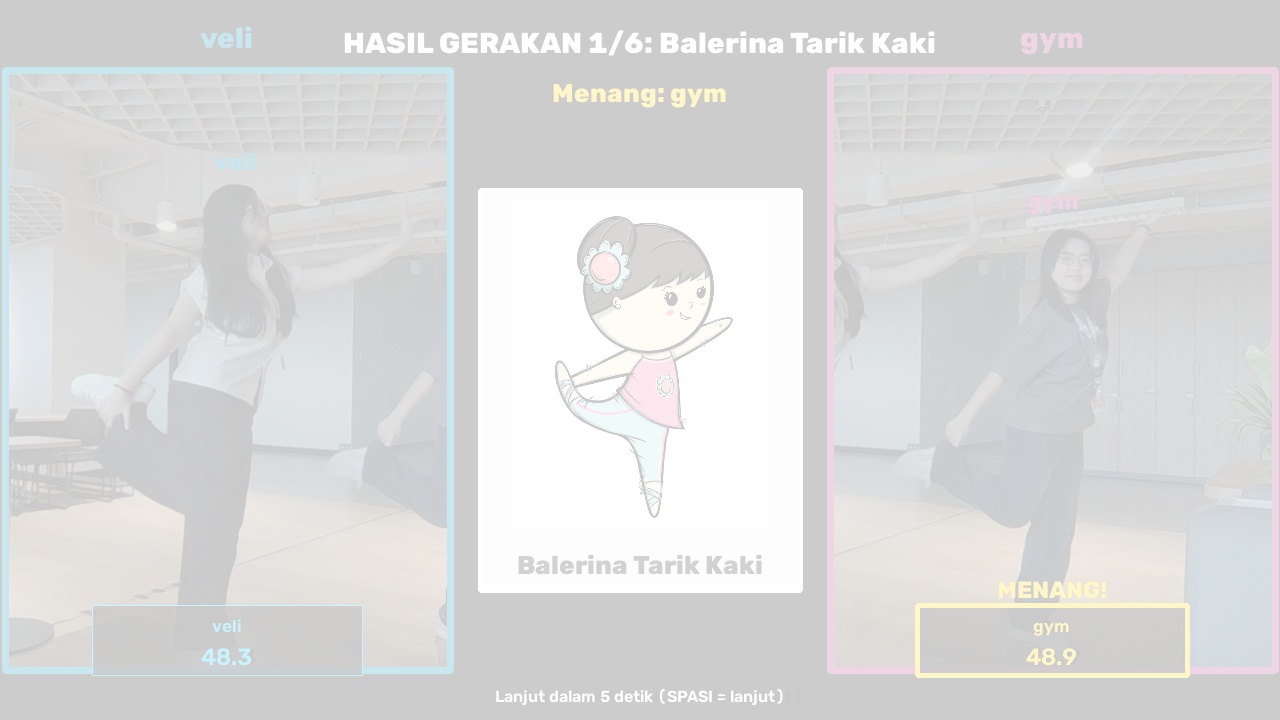 veli
HASIL GERAKAN 1/6: Balerina Tarik Kaki
gym
Menang: gym
veli
gym
Balerina Tarik Kaki
MENANG!
veli
48.3
gym
48.9
Lanjut dalam 5 detik (SPASI = lanjut)